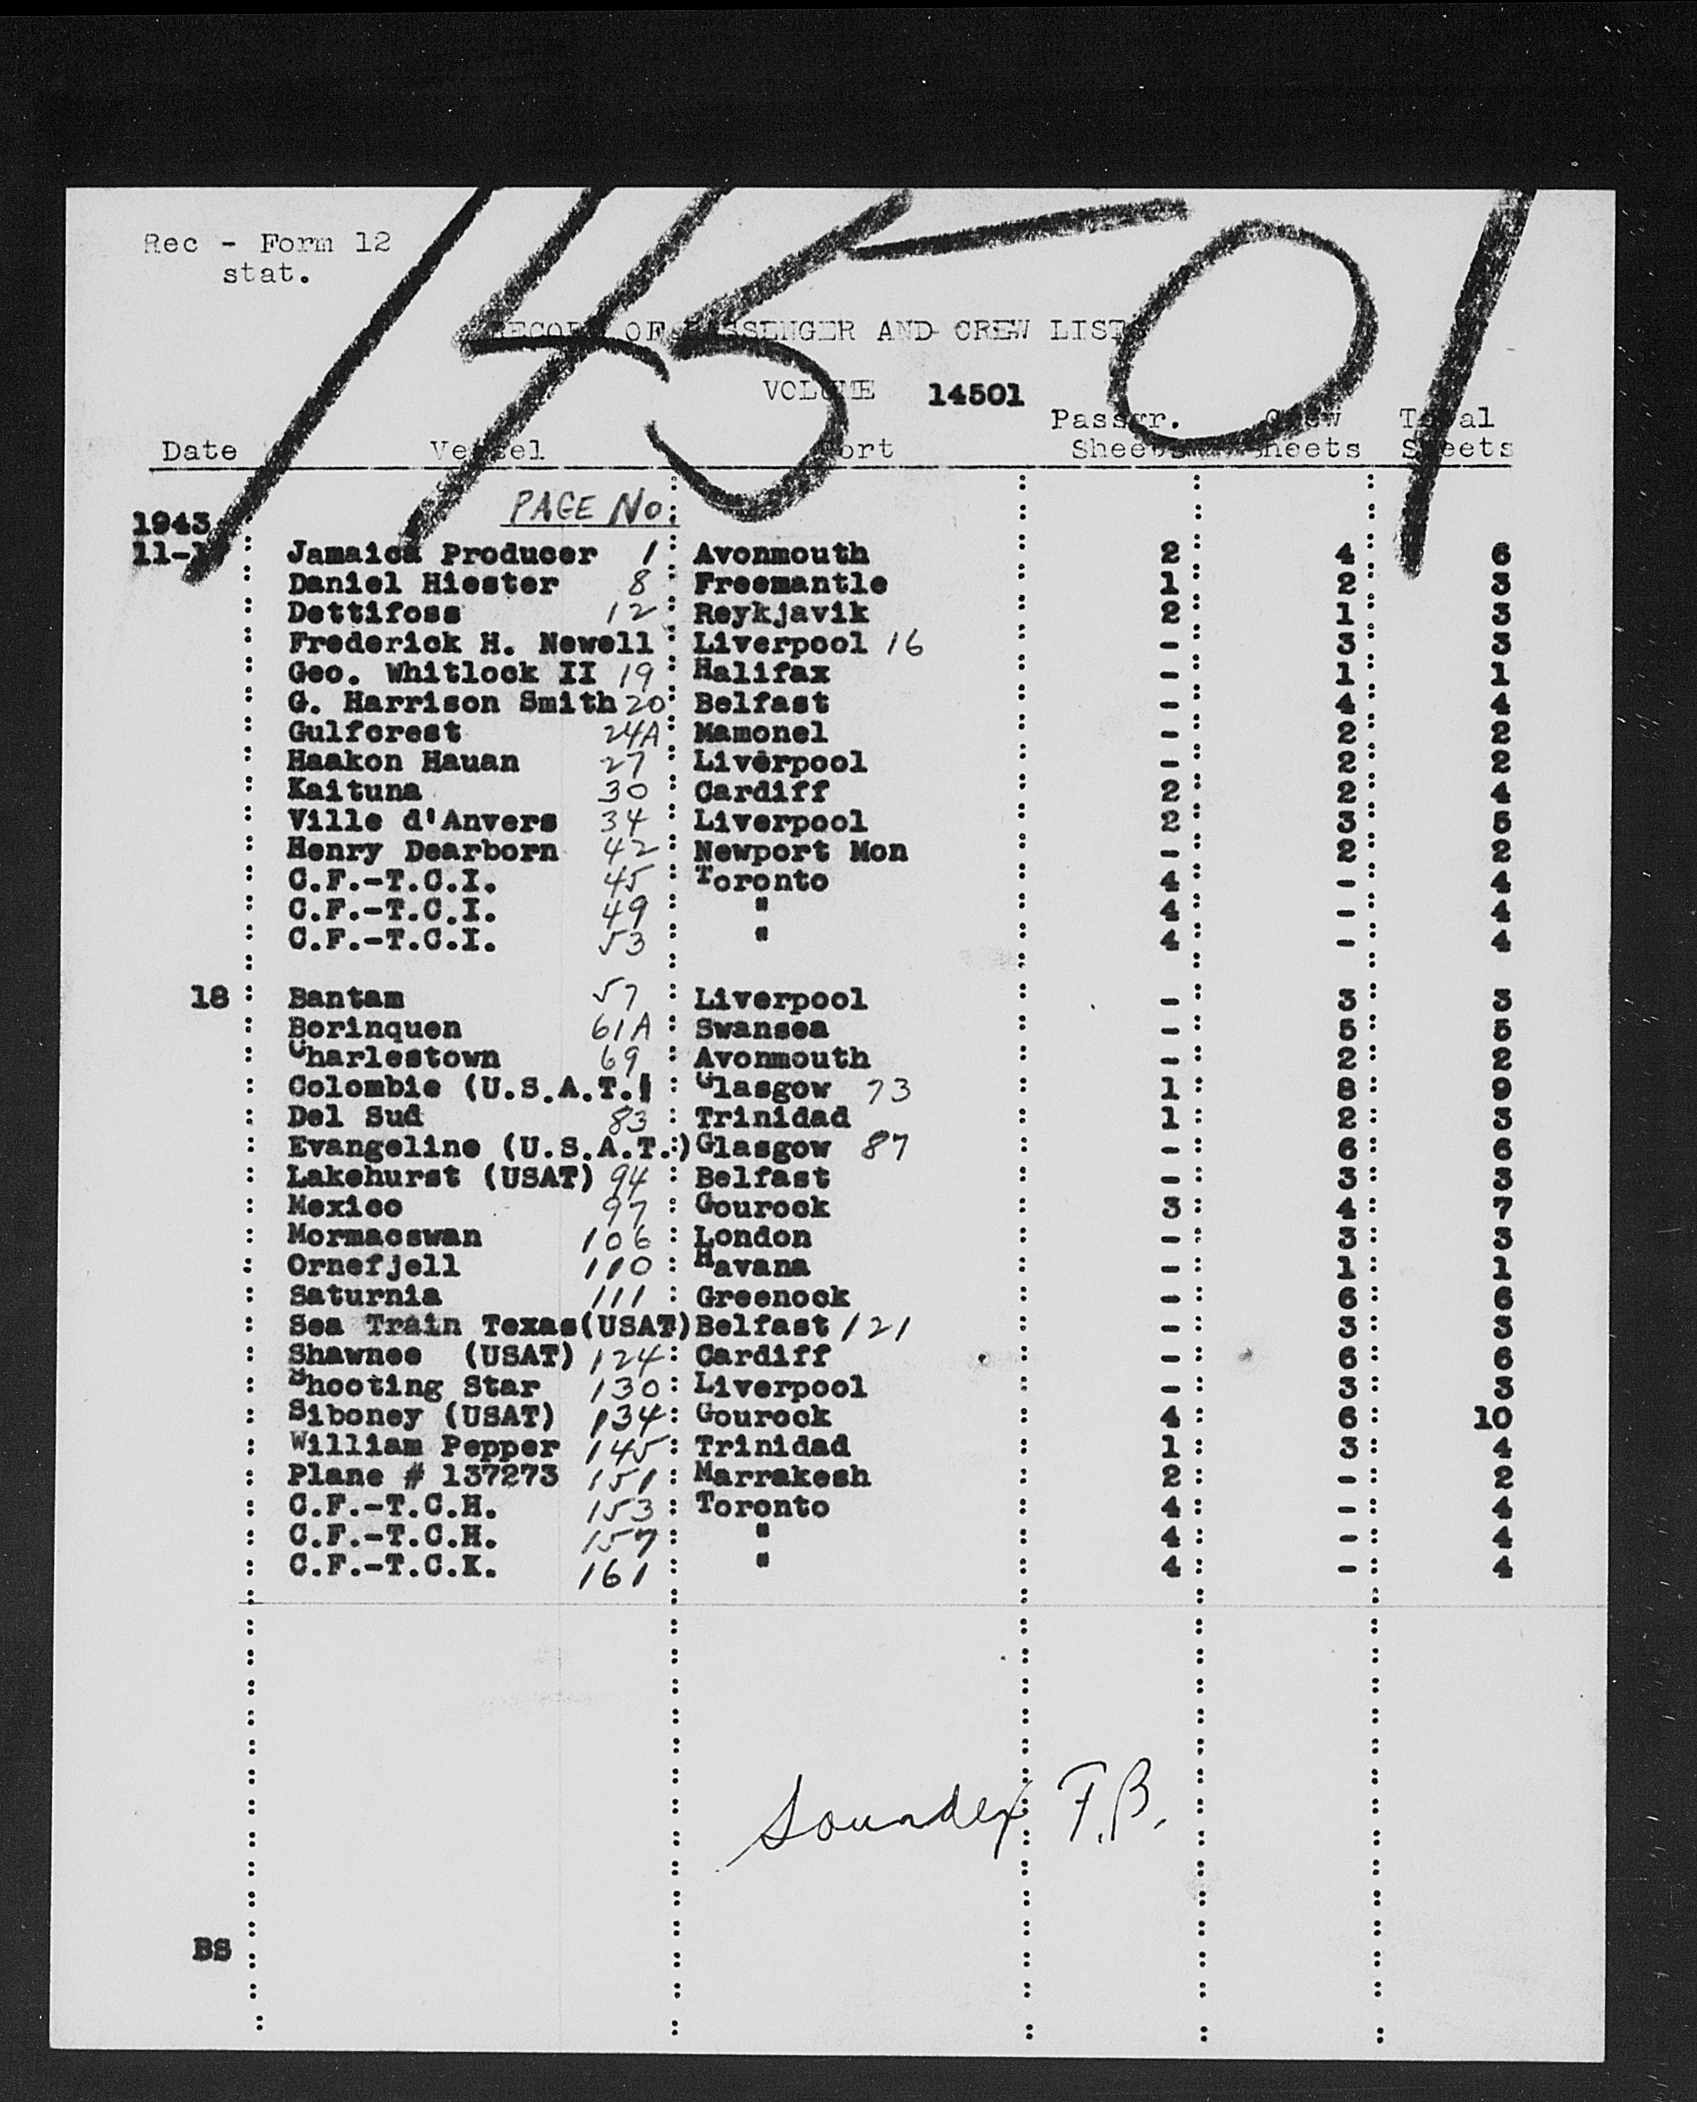 14501
Rec - Form 12
stat.
RECORD OF PASSENGER AND CREW LISTS
VOLUME 14501
Date Vessel Port Passgr. Sheets Crew Sheets Total Sheets
PAGE No.
1943
11-1
Jamaica Producer 1 Avonmouth 2 4 6
Daniel Hiester 8 Freemantle 1 2 3
Dettifoss 12 Reykjavik 2 1 3
Frederick H. Newell Liverpool 16 - 3 3
Geo. Whitlock II 19 Halifax - 1 1
G. Harrison Smith 20 Belfast - 4 4
Gulfcrest 24A Mamonel - 2 2
Haakon Hauan 27 Liverpool - 2 2
Kaituna 30 Cardiff 2 2 4
Ville d'Anvers 34 Liverpool 2 3 5
Henry Dearborn 42 Newport Mon - 2 2
C.F.-T.C.I. 45 Toronto 4 - 4
C.F.-T.C.I. 49 " 4 - 4
C.F.-T.C.I. 53 " 4 - 4
18 Bantam 57 Liverpool - 3 3
Borinquen 61A Swansea - 5 5
Charlestown 69 Avonmouth - 2 2
Colombie (U.S.A.T.) Glasgow 73 1 8 9
Del Sud 83 Trinidad 1 2 3
Evangeline (U.S.A.T.) Glasgow 87 - 6 6
Lakehurst (USAT) 94 Belfast - 3 3
Mexico 97 Gourock 3 4 7
Mormacswan 106 London - 3 3
Ornefjell 110 Havana - 1 1
Saturnia 111 Greenock - 6 6
Sea Train Texas(USAT) Belfast 121 - 3 3
Shawnee (USAT) 124 Cardiff - 6 6
Shooting Star 130 Liverpool - 3 3
Siboney (USAT) 134 Gourock 4 6 10
William Pepper 145 Trinidad 1 3 4
Plane # 137273 151 Marrakesh 2 - 2
C.F.-T.C.H. 153 Toronto 4 - 4
C.F.-T.C.H. 157 " 4 - 4
C.F.-T.C.K. 161 " 4 - 4
Soundex F.B.
BS